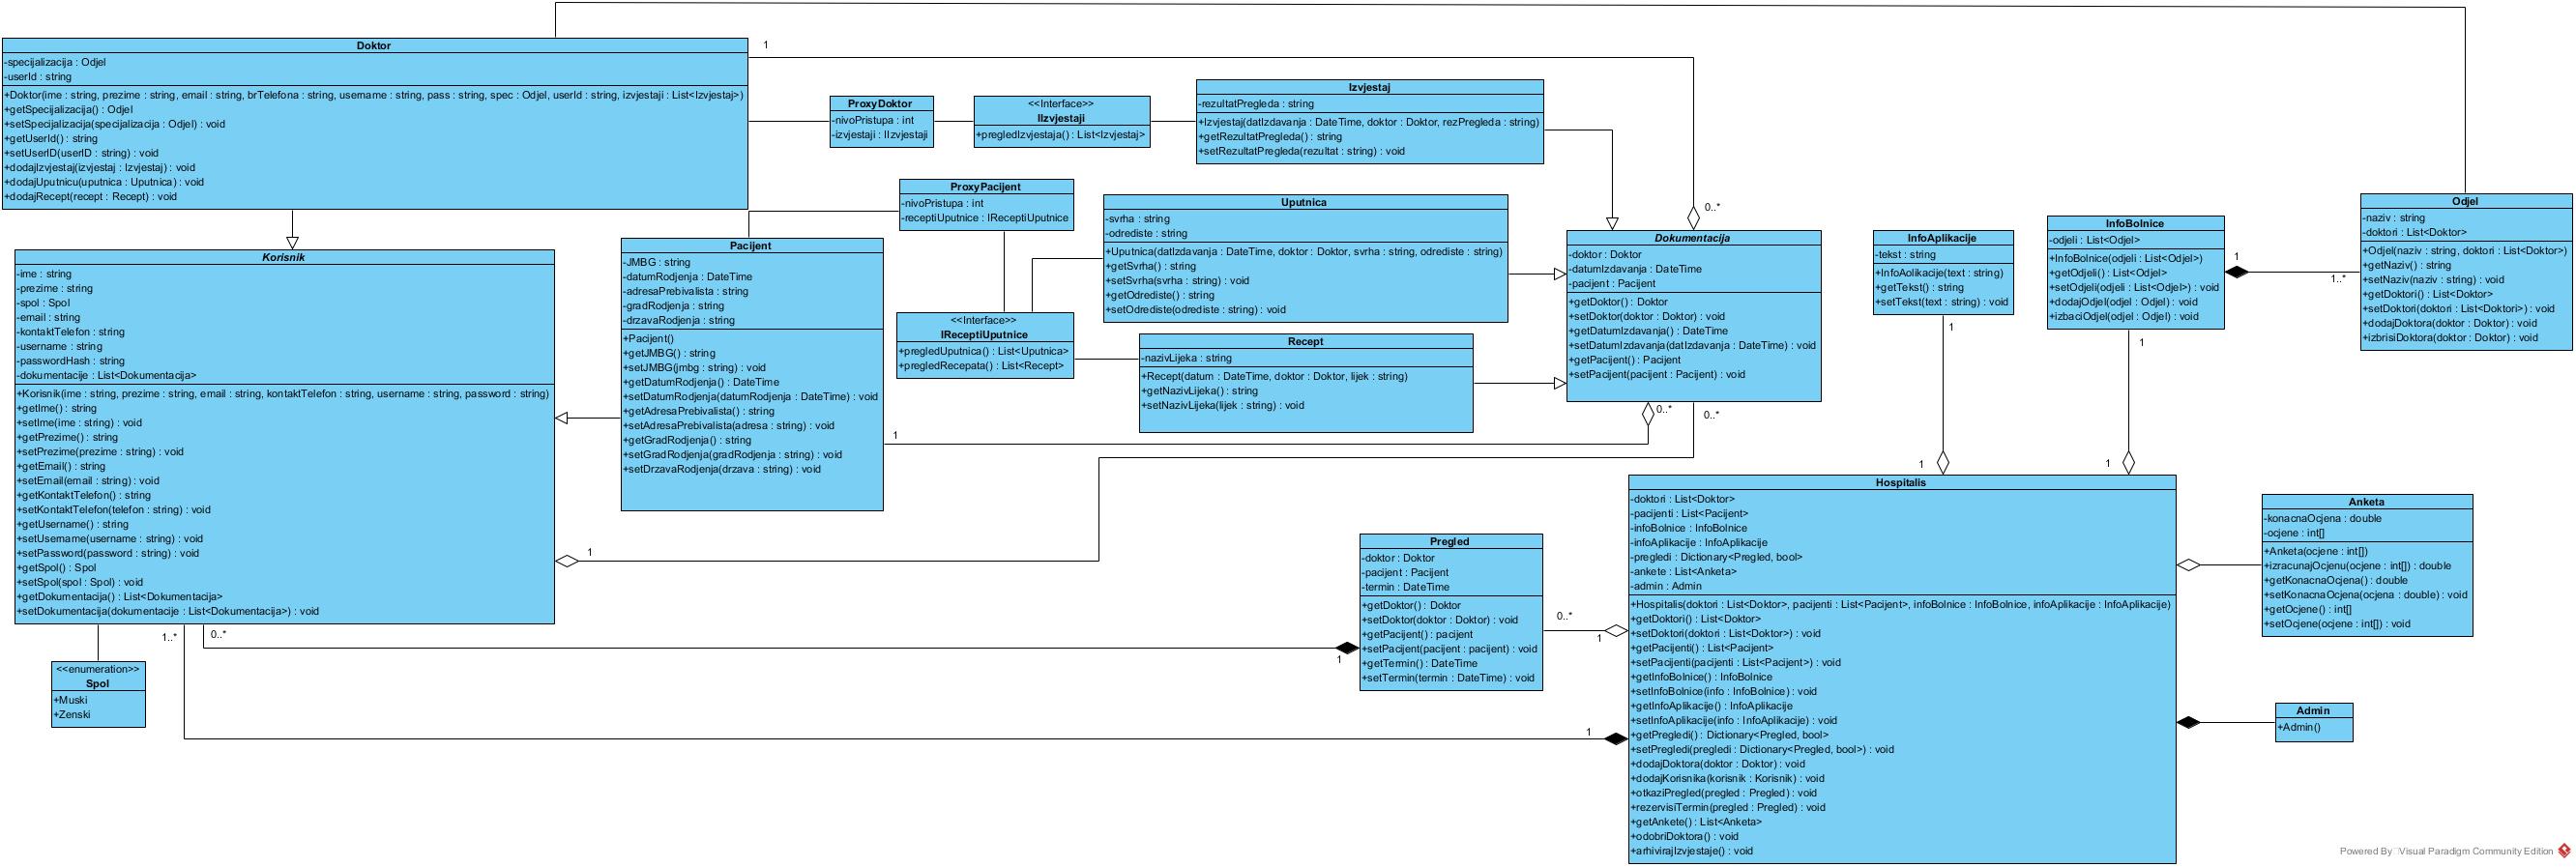 Doktor
-specijalizacija : Odjel
-userId : string
+Doktor(ime : string, prezime : string, email : string, brTelefona : string, username : string, pass : string, spec : Odjel, userId : string, izvjestaji : List<Izvjestaj>)
+getSpecijalizacija() : Odjel
+setSpecijalizacija(specijalizacija : Odjel) : void
+getUserId() : string
+setUserID(userID : string) : void
+dodajIzvjestaj(izvjestaj : Izvjestaj) : void
+dodajUputnicu(uputnica : Uputnica) : void
+dodajRecept(recept : Recept) : void
1
ProxyDoktor
-nivoPristupa : int
-izvjestaji : IIzvjestaji
<<Interface>>
IIzvjestaji
+pregledIzvjestaja() : List<Izvjestaj>
Izvjestaj
-rezultatPregleda : string
+Izvjestaj(datIzdavanja : DateTime, doktor : Doktor, rezPregleda : string)
+getRezultatPregleda() : string
+setRezultatPregleda(rezultat : string) : void
ProxyPacijent
-nivoPristupa : int
-receptiUputnice : IReceptiUputnice
Uputnica
-svrha : string
-odrediste : string
+Uputnica(datIzdavanja : DateTime, doktor : Doktor, svrha : string, odrediste : string)
+getSvrha() : string
+setSvrha(svrha : string) : void
+getOdrediste() : string
+setOdrediste(odrediste : string) : void
0..*
Dokumentacija
-doktor : Doktor
-datumIzdavanja : DateTime
-pacijent : Pacijent
+getDoktor() : Doktor
+setDoktor(doktor : Doktor) : void
+getDatumIzdavanja() : DateTime
+setDatumIzdavanja(datIzdavanja : DateTime) : void
+getPacijent() : Pacijent
+setPacijent(pacijent : Pacijent) : void
0..*
0..*
InfoAplikacije
-tekst : string
+InfoAolikacije(text : string)
+getTekst() : string
+setTekst(text : string) : void
1
1
InfoBolnice
-odjeli : List<Odjel>
+InfoBolnice(odjeli : List<Odjel>)
+getOdjeli() : List<Odjel>
+setOdjeli(odjeli : List<Odjel>) : void
+dodajOdjel(odjel : Odjel) : void
+izbaciOdjel(odjel : Odjel) : void
1
1..*
1
1
Odjel
-naziv : string
-doktori : List<Doktor>
+Odjel(naziv : string, doktori : List<Doktor>)
+getNaziv() : string
+setNaziv(naziv : string) : void
+getDoktori() : List<Doktor>
+setDoktori(doktori : List<Doktori>) : void
+dodajDoktora(doktor : Doktor) : void
+izbrisiDoktora(doktor : Doktor) : void
Korisnik
-ime : string
-prezime : string
-spol : Spol
-email : string
-kontaktTelefon : string
-username : string
-passwordHash : string
-dokumentacije : List<Dokumentacija>
+Korisnik(ime : string, prezime : string, email : string, kontaktTelefon : string, username : string, password : string)
+getIme() : string
+setIme(ime : string) : void
+getPrezime() : string
+setPrezime(prezime : string) : void
+getEmail() : string
+setEmail(email : string) : void
+getKontaktTelefon() : string
+setKontaktTelefon(telefon : string) : void
+getUsername() : string
+setUsername(username : string) : void
+setPassword(password : string) : void
+getSpol() : Spol
+setSpol(spol : Spol) : void
+getDokumentacija() : List<Dokumentacija>
+setDokumentacija(dokumentacije : List<Dokumentacija>) : void
1
1..*
0..*
Pacijent
-JMBG : string
-datumRodjenja : DateTime
-adresaPrebivalista : string
-gradRodjenja : string
-drzavaRodjenja : string
+Pacijent()
+getJMBG() : string
+setJMBG(jmbg : string) : void
+getDatumRodjenja() : DateTime
+setDatumRodjenja(datumRodjenja : DateTime) : void
+getAdresaPrebivalista() : string
+setAdresaPrebivalista(adresa : string) : void
+getGradRodjenja() : string
+setGradRodjenja(gradRodjenja : string) : void
+setDrzavaRodjenja(drzava : string) : void
1
<<Interface>>
IReceptiUputnice
+pregledUputnica() : List<Uputnica>
+pregledRecepata() : List<Recept>
Recept
-nazivLijeka : string
+Recept(datum : DateTime, doktor : Doktor, lijek : string)
+getNazivLijeka() : string
+setNazivLijeka(lijek : string) : void
<<enumeration>>
Spol
+Muski
+Zenski
Pregled
-doktor : Doktor
-pacijent : Pacijent
-termin : DateTime
+getDoktor() : Doktor
+setDoktor(doktor : Doktor) : void
+getPacijent() : pacijent
+setPacijent(pacijent : pacijent) : void
+getTermin() : DateTime
+setTermin(termin : DateTime) : void
1
0..*
1
1
Hospitalis
-doktori : List<Doktor>
-pacijenti : List<Pacijent>
-infoBolnice : InfoBolnice
-infoAplikacije : InfoAplikacije
-pregledi : Dictionary<Pregled, bool>
-ankete : List<Anketa>
-admin : Admin
+Hospitalis(doktori : List<Doktor>, pacijenti : List<Pacijent>, infoBolnice : InfoBolnice, infoAplikacije : InfoAplikacije)
+getDoktori() : List<Doktor>
+setDoktori(doktori : List<Doktor>) : void
+getPacijenti() : List<Pacijent>
+setPacijenti(pacijenti : List<Pacijent>) : void
+getInfoBolnice() : InfoBolnice
+setInfoBolnice(info : InfoBolnice) : void
+getInfoAplikacije() : InfoAplikacije
+setInfoAplikacije(info : InfoAplikacije) : void
+getPregledi() : Dictionary<Pregled, bool>
+setPregledi(pregledi : Dictionary<Pregled, bool>) : void
+dodajDoktora(doktor : Doktor) : void
+dodajKorisnika(korisnik : Korisnik) : void
+otkaziPregled(pregled : Pregled) : void
+rezervisiTermin(pregled : Pregled) : void
+getAnkete() : List<Anketa>
+odobriDoktora() : void
+arhivirajIzvjestaje() : void
Anketa
-konacnaOcjena : double
-ocjene : int[]
+Anketa(ocjene : int[])
+izracunajOcjenu(ocjene : int[]) : double
+getKonacnaOcjena() : double
+setKonacnaOcjena(ocjena : double) : void
+getOcjene() : int[]
+setOcjene(ocjene : int[]) : void
Admin
+Admin()
Powered By Visual Paradigm Community Edition